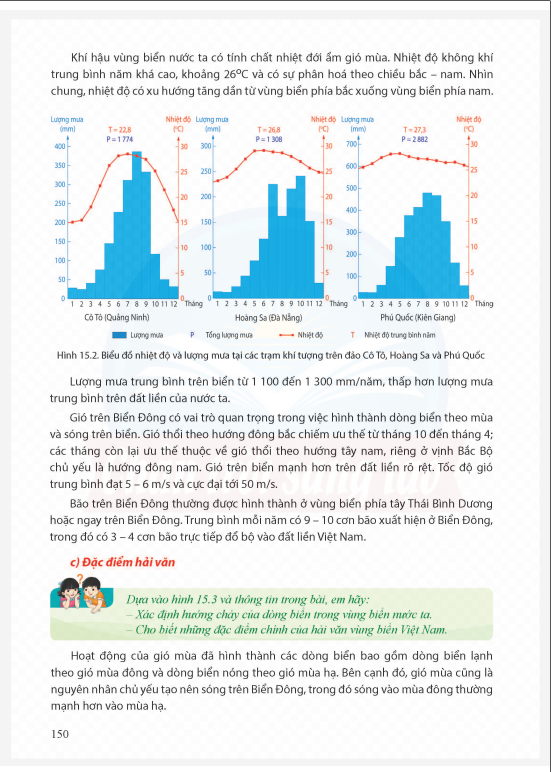 Khí hậu vùng biển nước ta có tính chất nhiệt đới ẩm gió mùa. Nhiệt độ không khí
trung bình năm khá cao, khoảng 26°C và có sự phân hoá theo chiều bắc – nam. Nhìn
chung, nhiệt độ có xu hướng tăng dần từ vùng biển phía bắc xuống vùng biển phía nam.
Lượng mưa
(mm)
T = 22,8
P = 1 774
Nhiệt độ
(°C)
400
350
300
250
200
150
100
50
0
30
25
20
15
10
5
0
1 2 3 4 5 6 7 8 9 10 11 12 Tháng
Cô Tô (Quảng Ninh)
Lượng mưa
(mm)
T = 26,8
P = 1 308
Nhiệt độ
(°C)
300
250
200
150
100
50
0
30
25
20
15
10
5
0
1 2 3 4 5 6 7 8 9 10 11 12 Tháng
Hoàng Sa (Đà Nẵng)
Lượng mưa
(mm)
T = 27,3
P = 2 882
Nhiệt độ
(°C)
700
600
500
400
300
200
100
0
30
25
20
15
10
5
0
1 2 3 4 5 6 7 8 9 10 11 12 Tháng
Phú Quốc (Kiên Giang)
Lượng mưa P Tổng lượng mưa Nhiệt độ T Nhiệt độ trung bình năm
Hình 15.2. Biểu đồ nhiệt độ và lượng mưa tại các trạm khí tượng trên đảo Cô Tô, Hoàng Sa và Phú Quốc
Lượng mưa trung bình trên biển từ 1 100 đến 1 300 mm/năm, thấp hơn lượng mưa
trung bình trên đất liền của nước ta.
Gió trên Biển Đông có vai trò quan trọng trong việc hình thành dòng biển theo mùa
và sóng trên biển. Gió thổi theo hướng đông bắc chiếm ưu thế từ tháng 10 đến tháng 4;
các tháng còn lại ưu thế thuộc về gió thổi theo hướng tây nam, riêng ở vịnh Bắc Bộ
chủ yếu là hướng đông nam. Gió trên biển mạnh hơn trên đất liền rõ rệt. Tốc độ gió
trung bình đạt 5 – 6 m/s và cực đại tới 50 m/s.
Bão trên Biển Đông thường được hình thành ở vùng biển phía tây Thái Bình Dương
hoặc ngay trên Biển Đông. Trung bình mỗi năm có 9 – 10 cơn bão xuất hiện ở Biển Đông,
trong đó có 3 – 4 cơn bão trực tiếp đổ bộ vào đất liền Việt Nam.
c) Đặc điểm hải văn
Dựa vào hình 15.3 và thông tin trong bài, em hãy:
– Xác định hướng chảy của dòng biển trong vùng biển nước ta.
– Cho biết những đặc điểm chính của hải văn vùng biển Việt Nam.
Hoạt động của gió mùa đã hình thành các dòng biển bao gồm dòng biển lạnh
theo gió mùa đông và dòng biển nóng theo gió mùa hạ. Bên cạnh đó, gió mùa cũng là
nguyên nhân chủ yếu tạo nên sóng trên Biển Đông, trong đó sóng vào mùa đông thường
mạnh hơn vào mùa hạ.
150